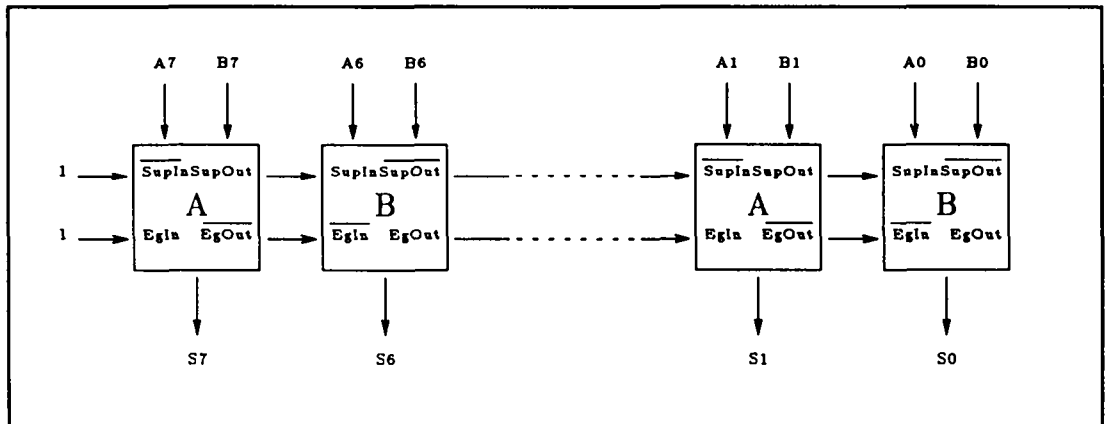 A7 B7 A6 B6 A1 B1 A0 B0
1 SupIn SupOut SupIn SupOut SupIn SupOut SupIn SupOut
A B A B
1 EgIn EgOut EgIn EgOut EgIn EgOut EgIn EgOut
S7 S6 S1 S0